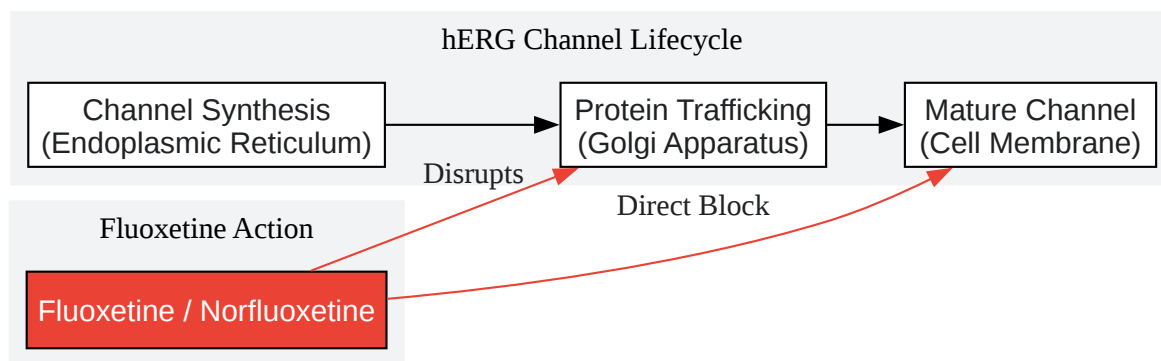 hERG Channel Lifecycle
Channel Synthesis
(Endoplasmic Reticulum)
Protein Trafficking
(Golgi Apparatus)
Mature Channel
(Cell Membrane)
Disrupts
Direct Block
Fluoxetine Action
Fluoxetine / Norfluoxetine